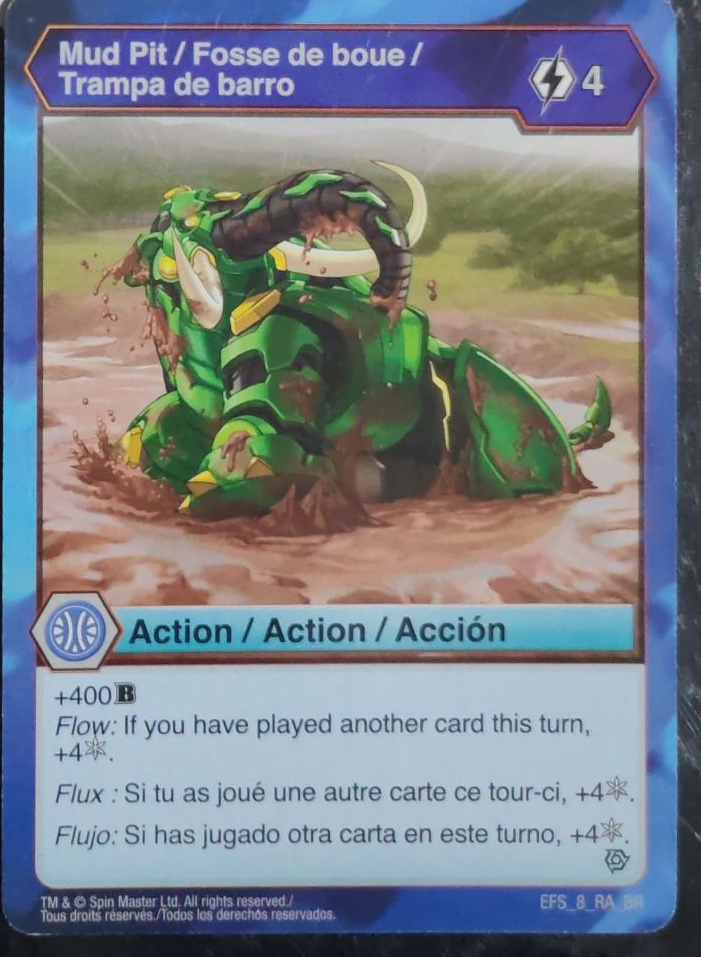 Mud Pit / Fosse de boue /
Trampa de barro
4
Action / Action / Acción
+400 B
Flow: If you have played another card this turn,
+4.
Flux : Si tu as joué une autre carte ce tour-ci, +4.
Flujo: Si has jugado otra carta en este turno, +4.
TM & © Spin Master Ltd. All rights reserved./
Tous droits réservés./Todos los derechos reservados.
EFS_8_RA_BR